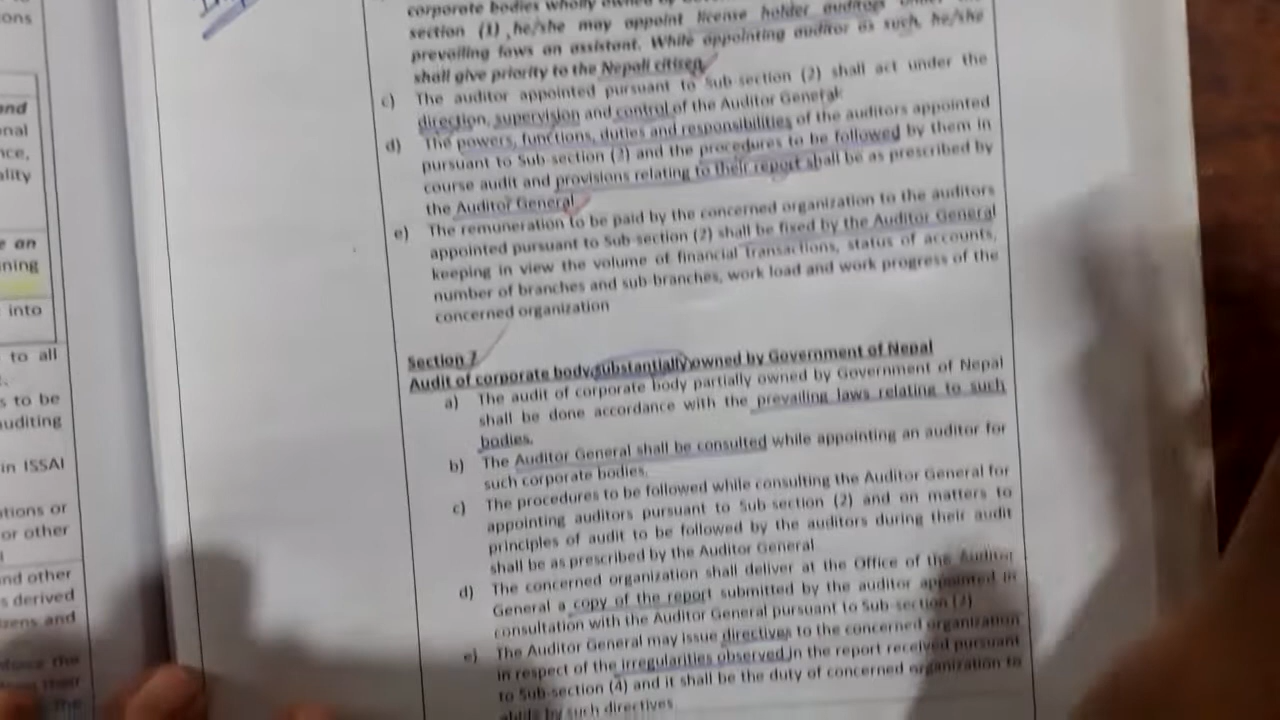 ons
and
onal
nce,
ality
e an
ning
into
to all
s to be
uditing
in ISSAI
tions or
or other
nd other
s derived
zens and
corporate bodies wholly owned by
section (1) ,he/she may appoint license holder auditors under the
prevailing laws an assistant. While appointing auditor as such, he/she
shall give priority to the Nepali citizen
c) The auditor appointed pursuant to Sub-section (2) shall act under the
direction, supervision and control of the Auditor General
d) The powers, functions, duties and responsibilities of the auditors appointed
pursuant to Sub-section (2) and the procedures to be followed by them in
course audit and provisions relating to their report shall be as prescribed by
the Auditor General
e) The remuneration to be paid by the concerned organization to the auditors
appointed pursuant to Sub-section (2) shall be fixed by the Auditor General
keeping in view the volume of financial transactions, status of accounts,
number of branches and sub-branches, work load and work progress of the
concerned organization
Section 7
Audit of corporate body substantially owned by Government of Nepal
a) The audit of corporate body partially owned by Government of Nepal
shall be done accordance with the prevailing laws relating to such
bodies.
b) The Auditor General shall be consulted while appointing an auditor for
such corporate bodies.
c) The procedures to be followed while consulting the Auditor General for
appointing auditors pursuant to Sub-section (2) and on matters to
principles of audit to be followed by the auditors during their audit
shall be as prescribed by the Auditor General
d) The concerned organization shall deliver at the Office of the Auditor
General a copy of the report submitted by the auditor appointed in
consultation with the Auditor General pursuant to Sub-section (2)
e) The Auditor General may issue directives to the concerned organization
in respect of the irregularities observed in the report received pursuant
to Sub-section (4) and it shall be the duty of concerned organization to
abide by such directives